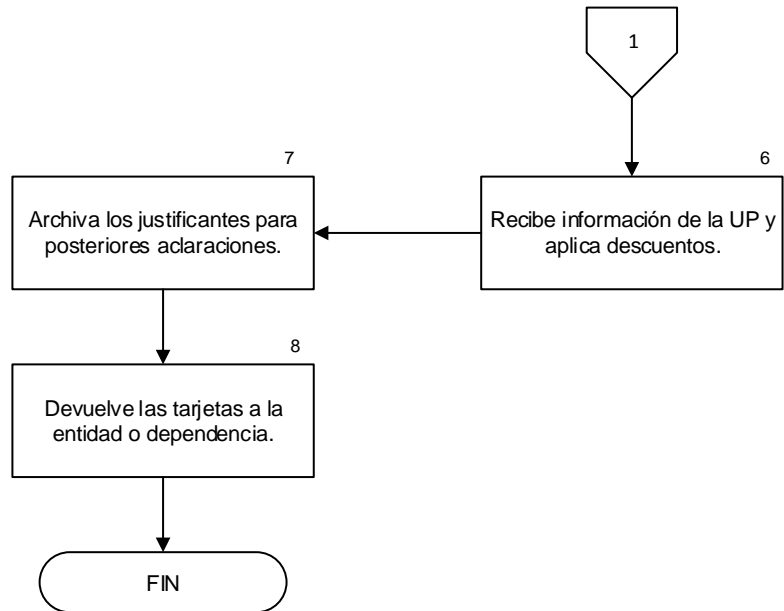 1
6
Recibe información de la UP y
aplica descuentos.
7
Archiva los justificantes para
posteriores aclaraciones.
8
Devuelve las tarjetas a la
entidad o dependencia.
FIN